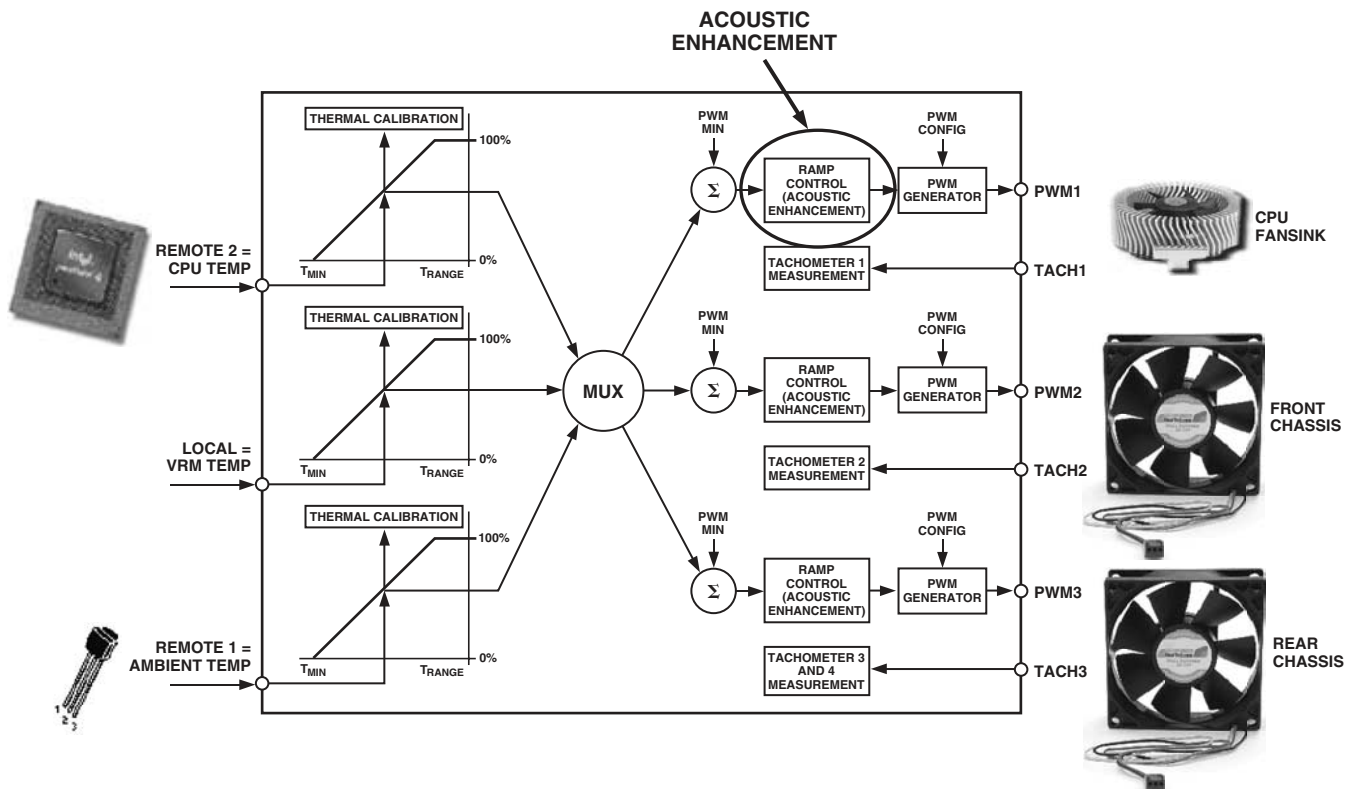 ACOUSTIC
ENHANCEMENT
THERMAL CALIBRATION
100%
0%
TMIN
TRANGE
REMOTE 2 =
CPU TEMP
intel
pentium 4
PWM
MIN
Σ
RAMP
CONTROL
(ACOUSTIC
ENHANCEMENT)
PWM
CONFIG
PWM
GENERATOR
PWM1
CPU
FANSINK
TACHOMETER 1
MEASUREMENT
TACH1
THERMAL CALIBRATION
100%
0%
TMIN
TRANGE
LOCAL =
VRM TEMP
MUX
PWM
MIN
Σ
RAMP
CONTROL
(ACOUSTIC
ENHANCEMENT)
PWM
CONFIG
PWM
GENERATOR
PWM2
FRONT
CHASSIS
TACHOMETER 2
MEASUREMENT
TACH2
THERMAL CALIBRATION
100%
0%
TMIN
TRANGE
REMOTE 1 =
AMBIENT TEMP
1
2
3
PWM
MIN
Σ
RAMP
CONTROL
(ACOUSTIC
ENHANCEMENT)
PWM
CONFIG
PWM
GENERATOR
PWM3
REAR
CHASSIS
TACHOMETER 3
AND 4
MEASUREMENT
TACH3